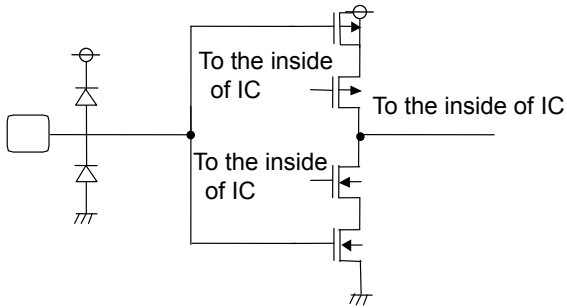 To the inside
of IC
To the inside of IC
To the inside
of IC